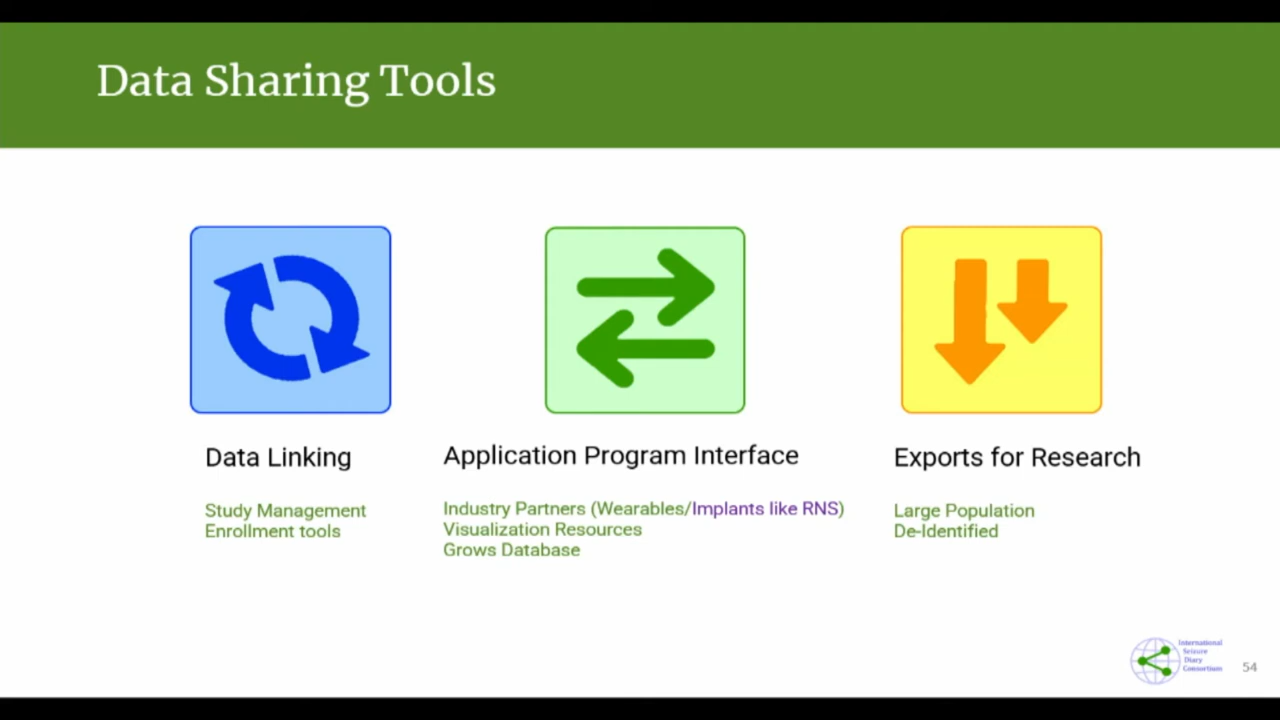 Data Sharing Tools
Data Linking
Study Management
Enrollment tools
Application Program Interface
Industry Partners (Wearables/Implants like RNS)
Visualization Resources
Grows Database
Exports for Research
Large Population
De-Identified
International
Seizure
Diary
Consortium
54